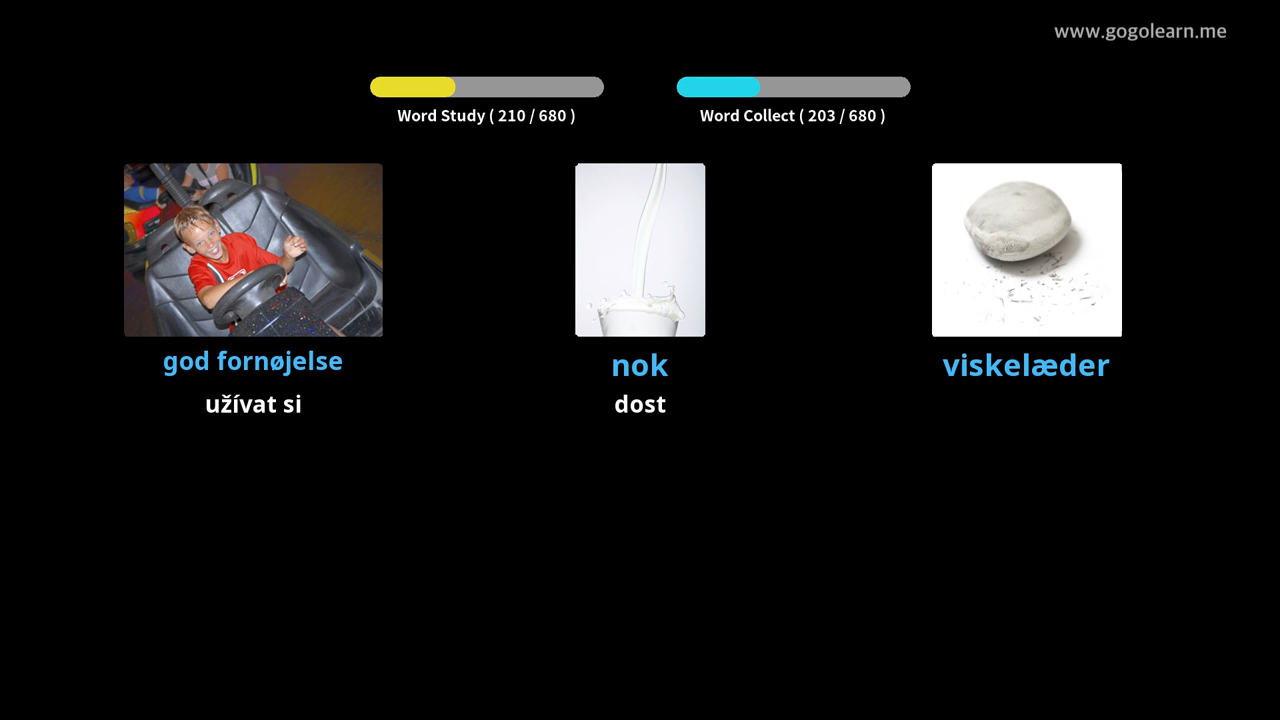 www.gogolearn.me
Word Study ( 210 / 680 )
Word Collect ( 203 / 680 )
god fornøjelse
užívat si
nok
dost
viskelæder